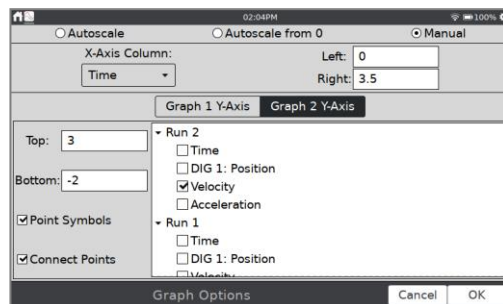 02:04PM 100%
Autoscale Autoscale from 0 Manual
X-Axis Column:
Time
Left: 0
Right: 3.5
Graph 1 Y-Axis Graph 2 Y-Axis
Top: 3
Bottom: -2
Point Symbols
Connect Points
Run 2
Time
DIG 1: Position
Velocity
Acceleration
Run 1
Time
DIG 1: Position
Velocity
Graph Options Cancel OK